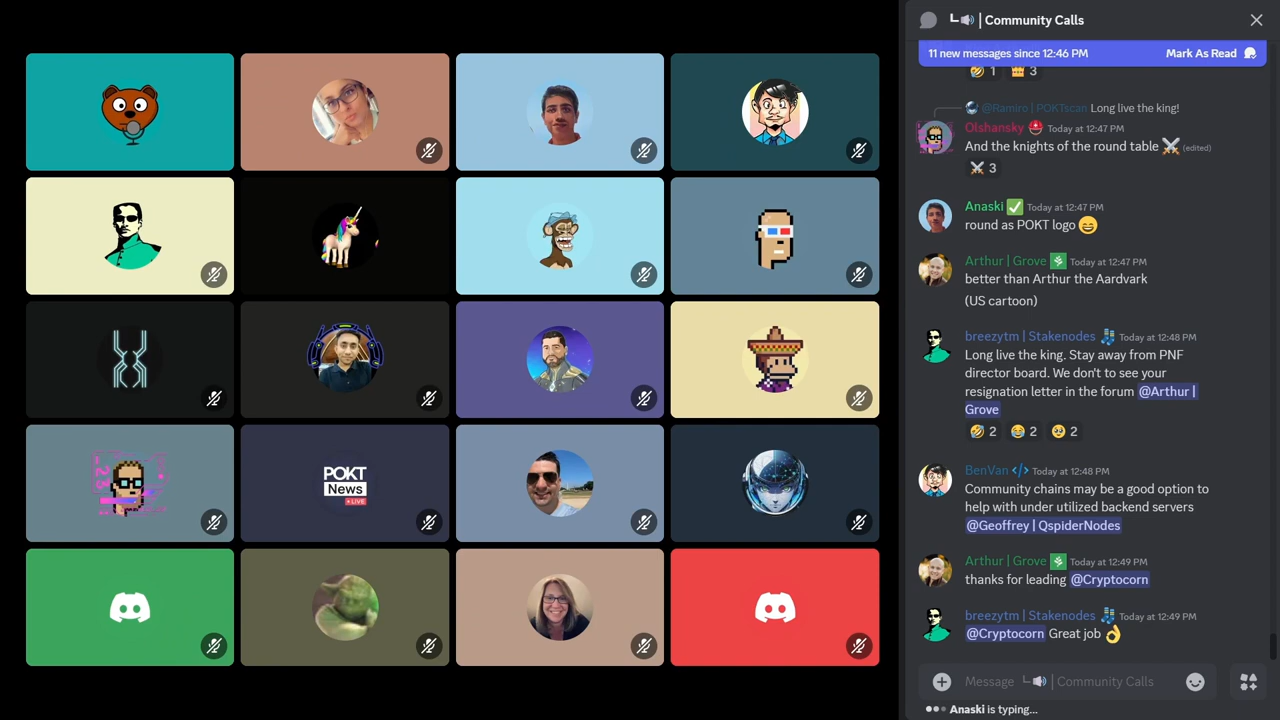 POKT
News
LIVE
Community Calls
11 new messages since 12:46 PM Mark As Read
1 3
@Ramiro | POKTscan Long live the king!
Olshansky Today at 12:47 PM
And the knights of the round table (edited)
3
Anaski Today at 12:47 PM
round as POKT logo
Arthur | Grove Today at 12:47 PM
better than Arthur the Aardvark
(US cartoon)
breezytm | Stakenodes Today at 12:48 PM
Long live the king. Stay away from PNF
director board. We don't to see your
resignation letter in the forum @Arthur |
Grove
2 2 2
BenVan Today at 12:48 PM
Community chains may be a good option to
help with under utilized backend servers
@Geoffrey | QspiderNodes
Arthur | Grove Today at 12:49 PM
thanks for leading @Cryptocorn
breezytm | Stakenodes Today at 12:49 PM
@Cryptocorn Great job
Message Community Calls
Anaski is typing...